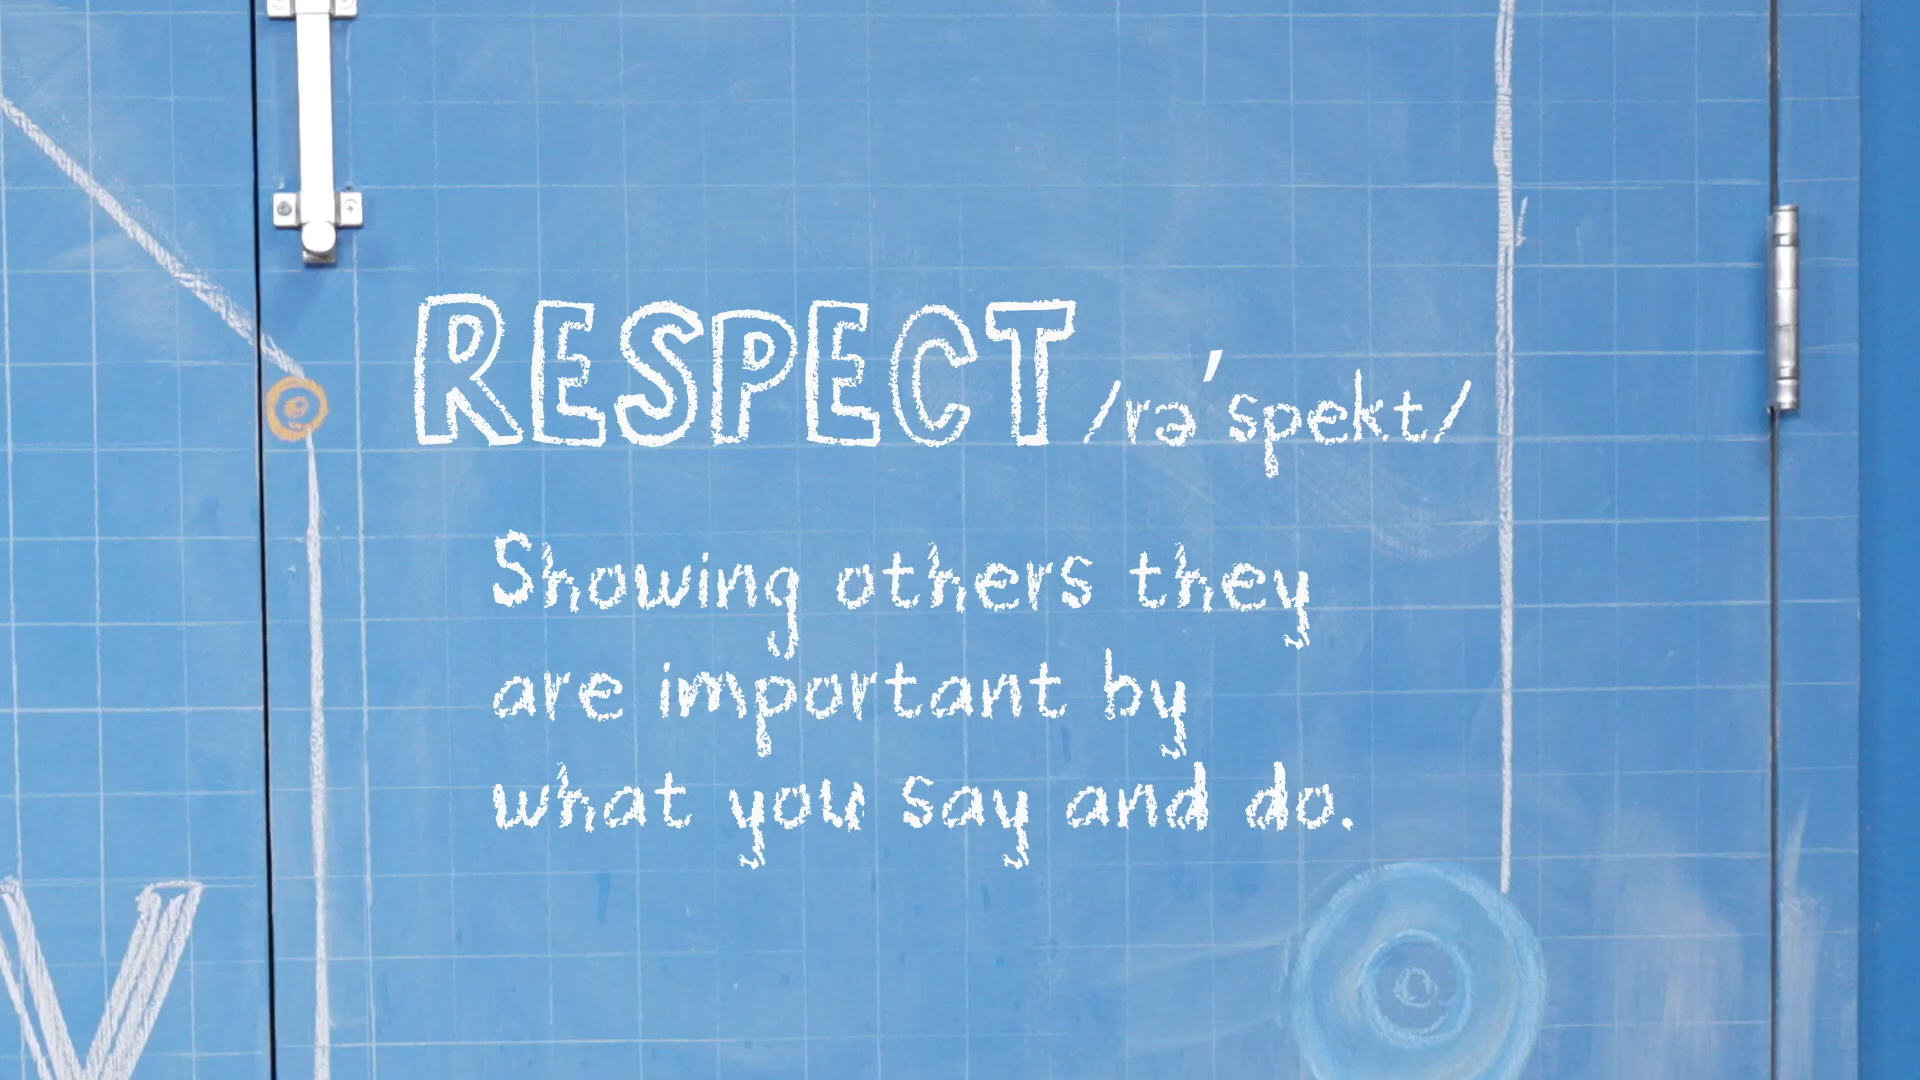 RESPECT /rə'spekt/
Showing others they
are important by
what you say and do.
V